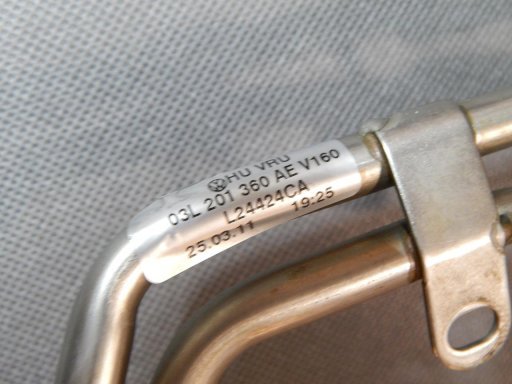 HU VRU
03L 201 360 AE V160
L24424CA
25.03.11 19:25